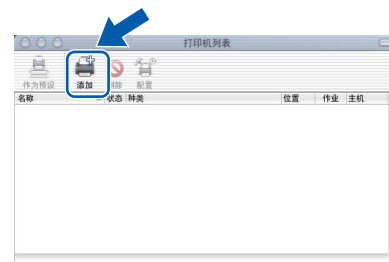 打印机列表
作为预设 添加 删除 配置
名称 状态 种类 位置 作业 主机